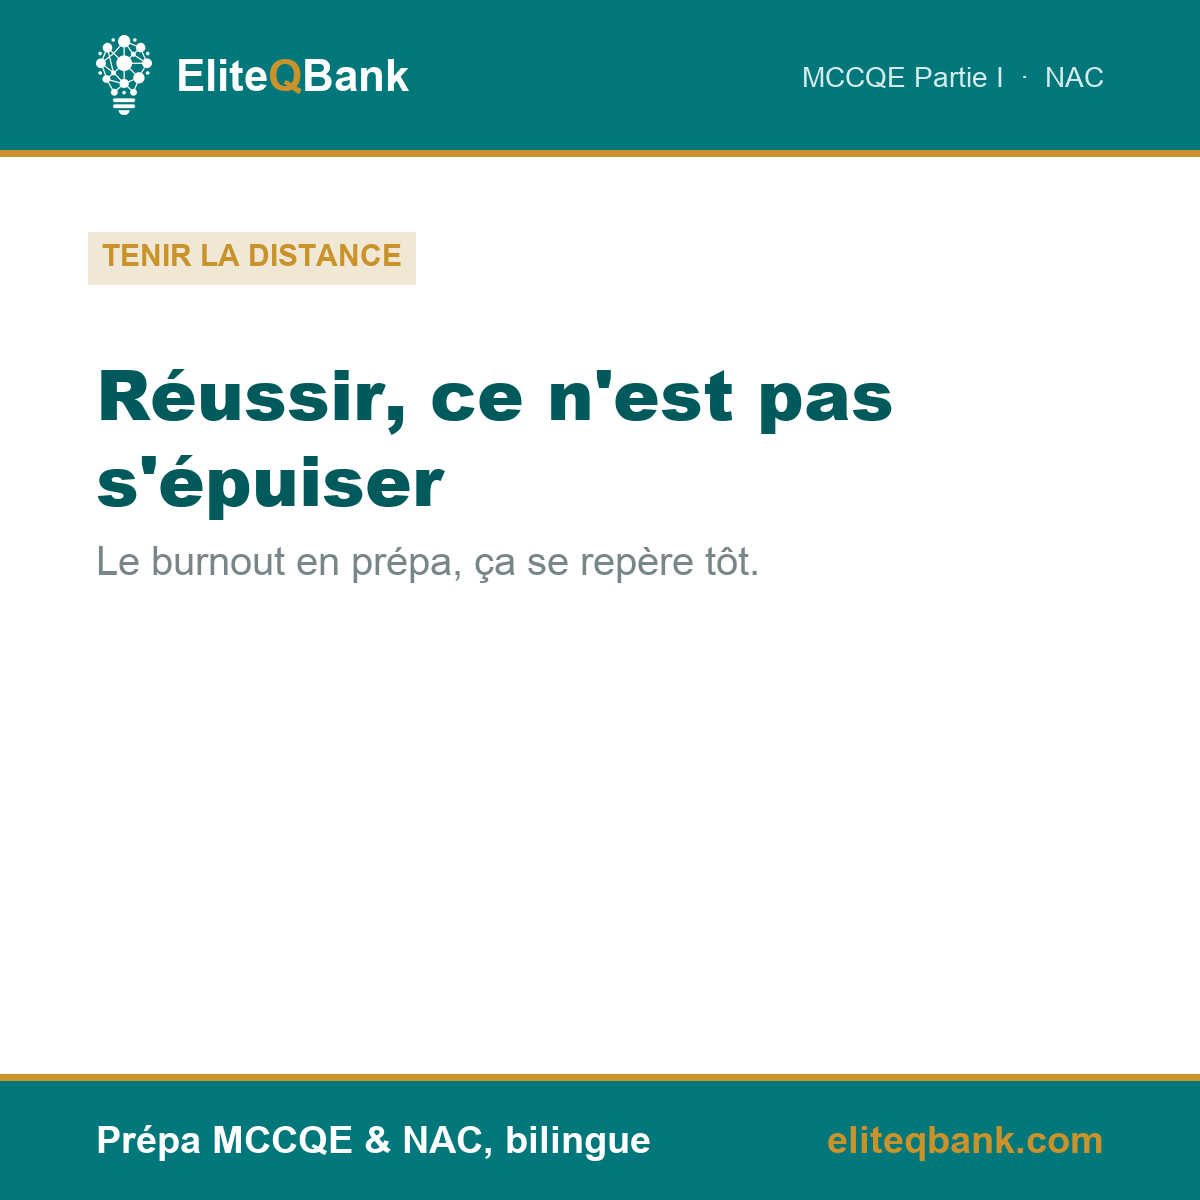 EliteQBank
MCCQE Partie I · NAC
TENIR LA DISTANCE
Réussir, ce n'est pas
s'épuiser
Le burnout en prépa, ça se repère tôt.
Prépa MCCQE & NAC, bilingue
eliteqbank.com